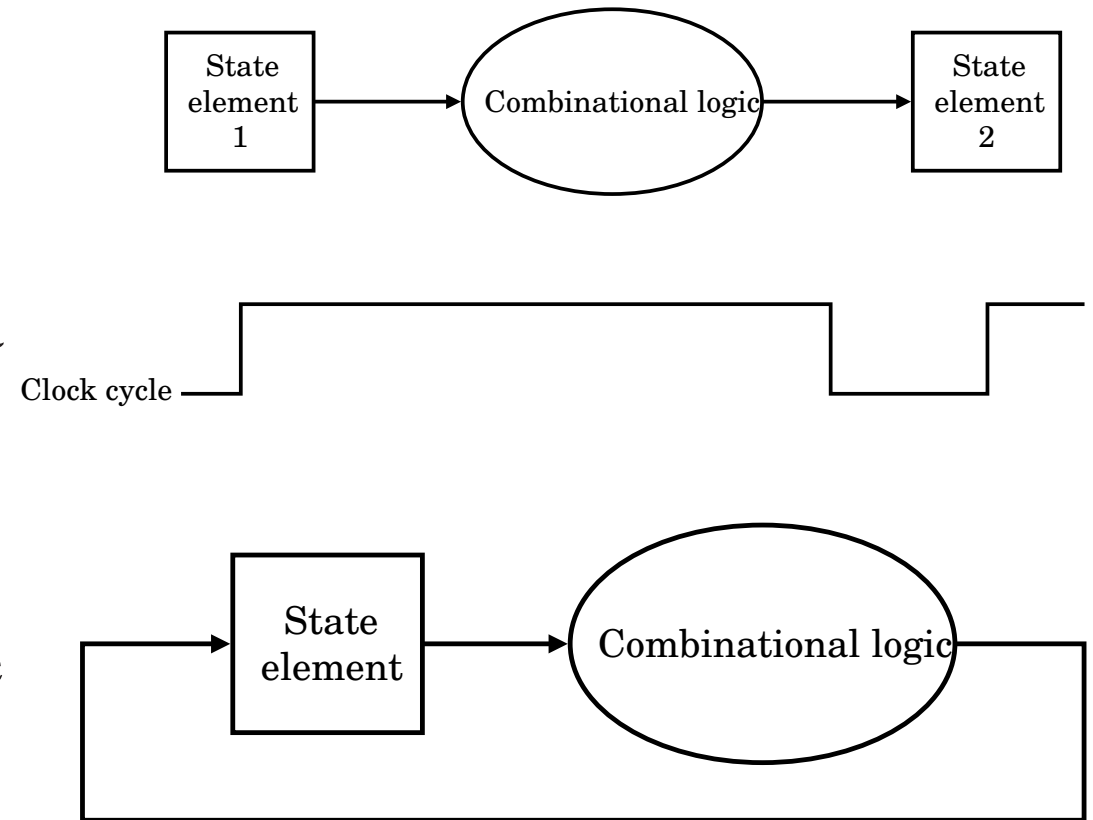 State
element
1
Combinational logic
State
element
2
Clock cycle
State
element
Combinational logic